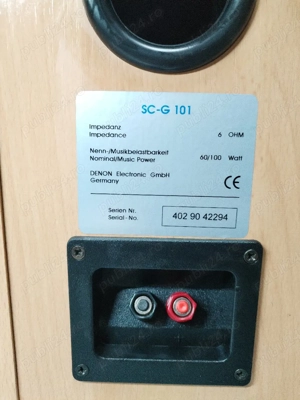 SC-G 101
Impedanz
Impedance 6 OHM
Nenn-/Musikbelastbarkeit
Nominal/Music Power 60/100 Watt
DENON Electronic GmbH
Germany CE
Serien Nr.
Serial - No. 402 90 42294